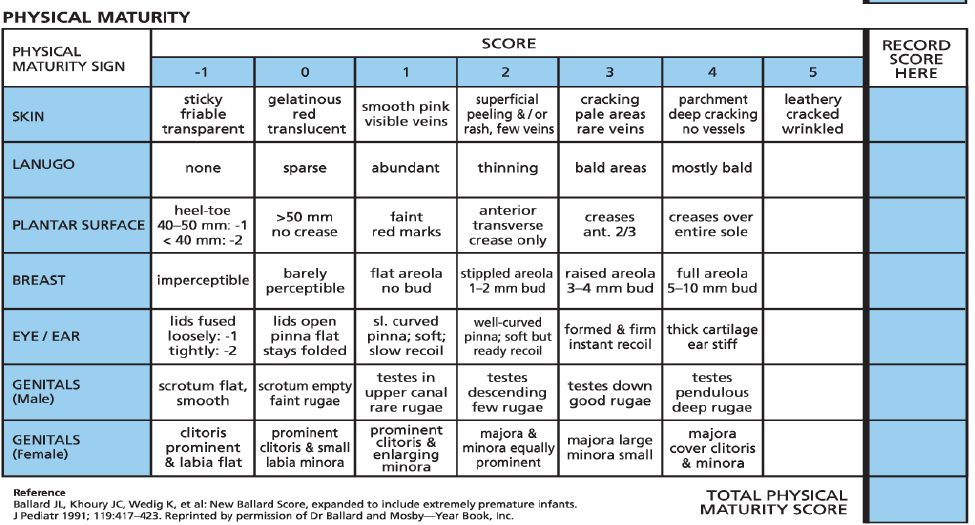 PHYSICAL MATURITY
PHYSICAL MATURITY SIGN
SCORE
RECORD SCORE HERE
-1 0 1 2 3 4 5
SKIN
sticky friable transparent
gelatinous red translucent
smooth pink visible veins
superficial peeling &/or rash, few veins
cracking pale areas rare veins
parchment deep cracking no vessels
leathery cracked wrinkled
LANUGO
none
sparse
abundant
thinning
bald areas
mostly bald
PLANTAR SURFACE
heel-toe 40–50 mm: -1 < 40 mm: -2
>50 mm no crease
faint red marks
anterior transverse crease only
creases ant. 2/3
creases over entire sole
BREAST
imperceptible
barely perceptible
flat areola no bud
stippled areola 1–2 mm bud
raised areola 3–4 mm bud
full areola 5–10 mm bud
EYE / EAR
lids fused loosely: -1 tightly: -2
lids open pinna flat stays folded
sl. curved pinna; soft; slow recoil
well-curved pinna; soft but ready recoil
formed & firm instant recoil
thick cartilage ear stiff
GENITALS (Male)
scrotum flat, smooth
scrotum empty faint rugae
testes in upper canal rare rugae
testes descending few rugae
testes down good rugae
testes pendulous deep rugae
GENITALS (Female)
clitoris prominent & labia flat
prominent clitoris & small labia minora
prominent clitoris & enlarging minora
majora & minora equally prominent
majora large minora small
majora cover clitoris & minora
Reference
Ballard JL, Khoury JC, Wedig K, et al: New Ballard Score, expanded to include extremely premature infants.
J Pediatr 1991; 119:417–423. Reprinted by permission of Dr Ballard and Mosby—Year Book, Inc.
TOTAL PHYSICAL
MATURITY SCORE